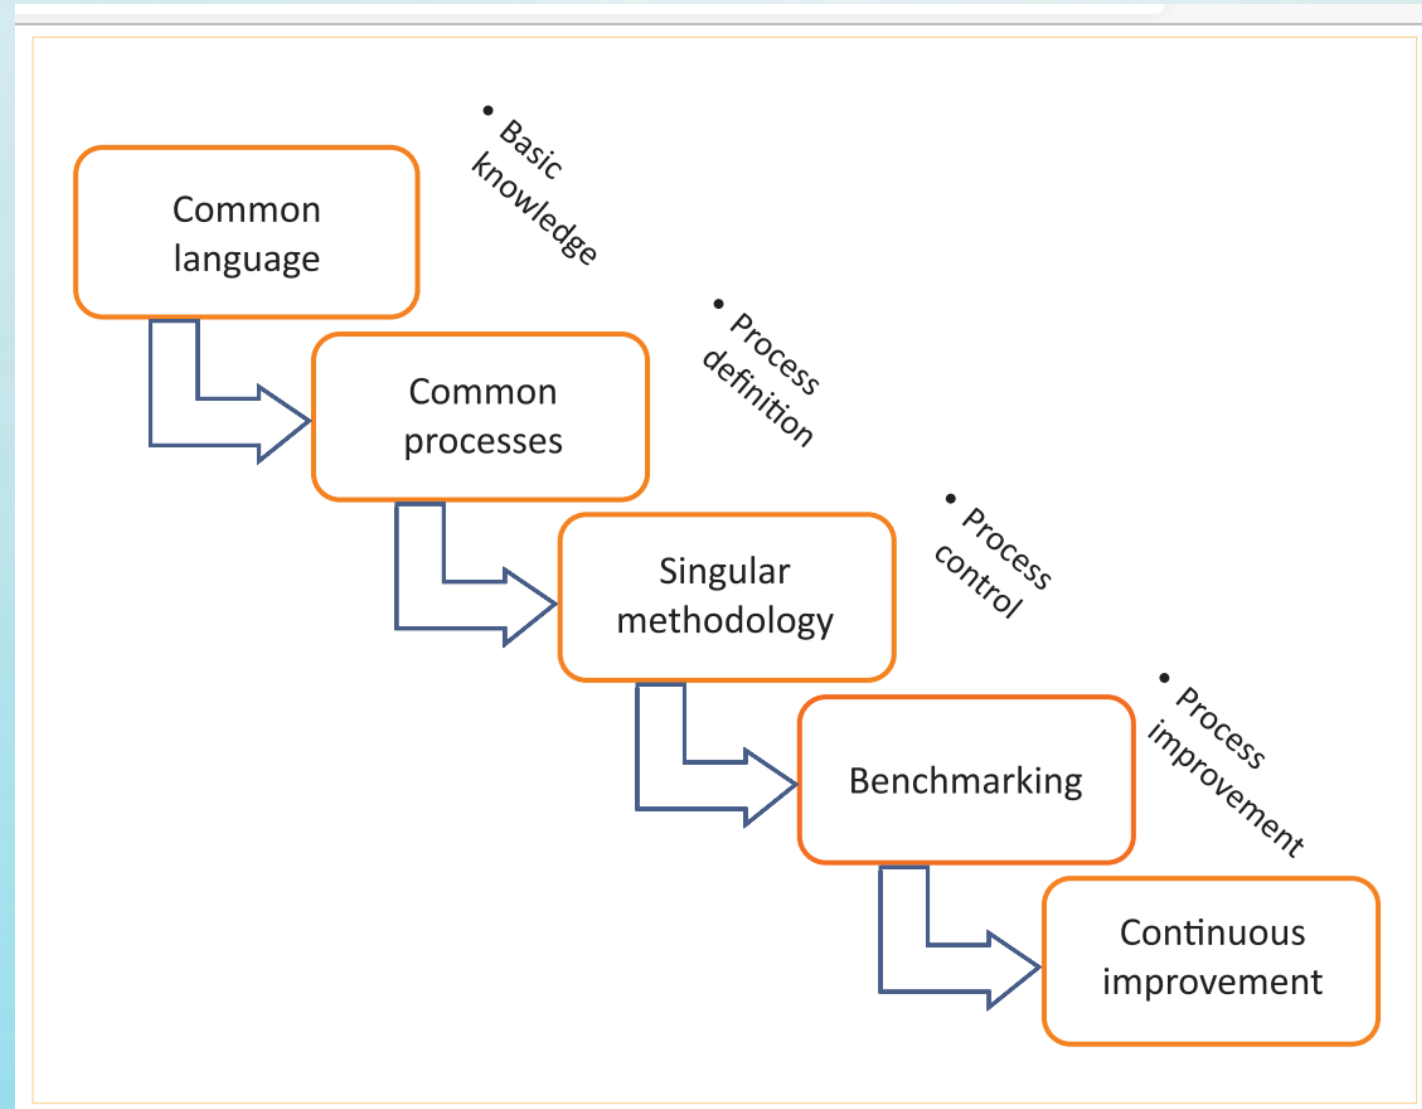 Common
language
• Basic
knowledge
Common
processes
• Process
definition
Singular
methodology
• Process
control
Benchmarking
• Process
improvement
Continuous
improvement